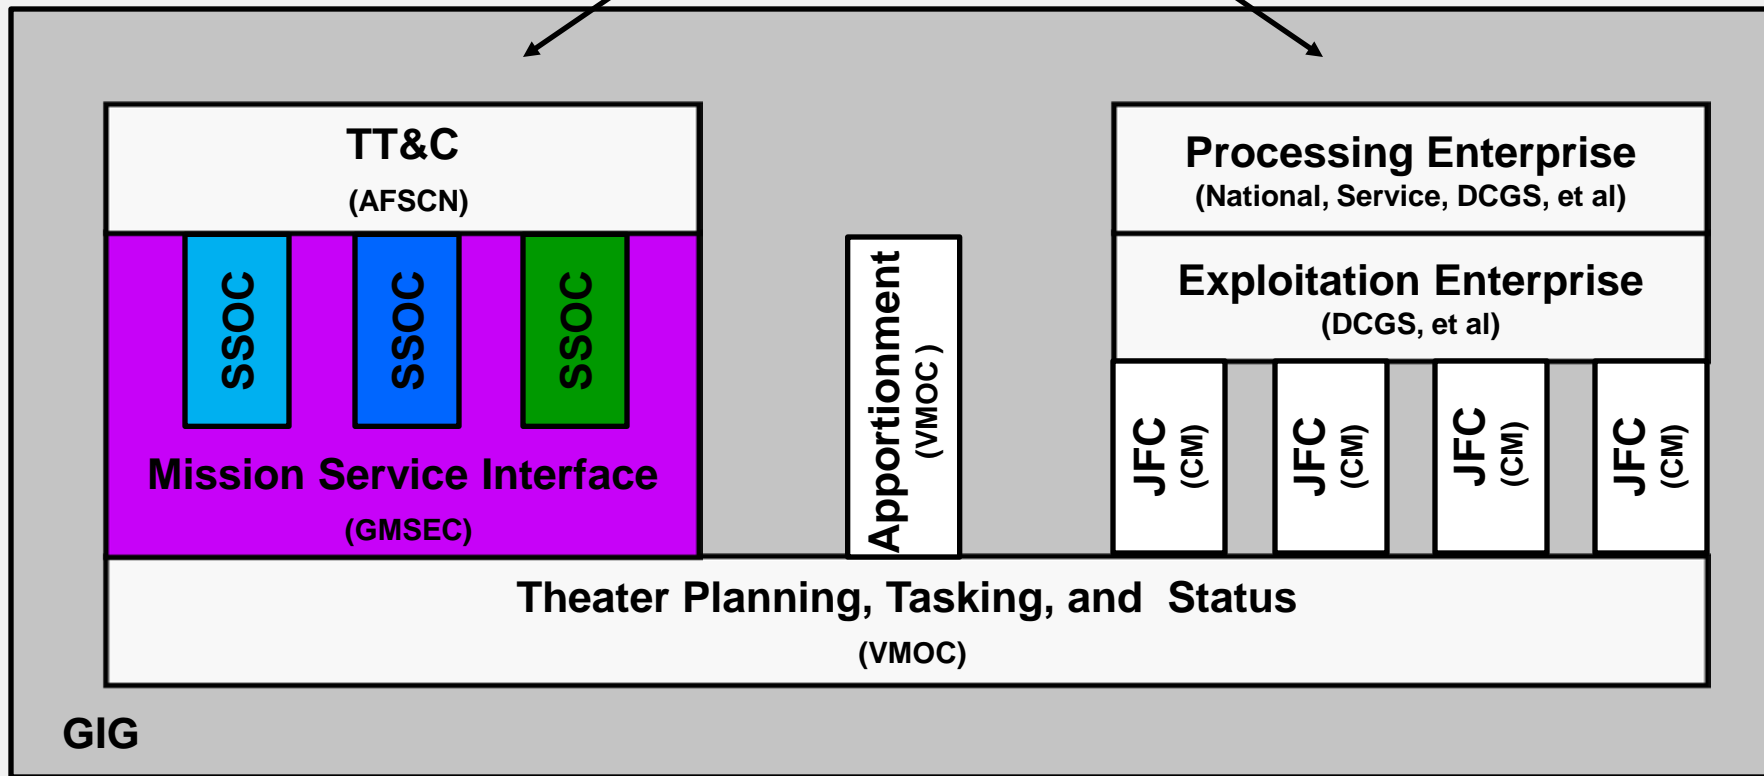 TT&C
(AFSCN)
SSOC
SSOC
SSOC
Mission Service Interface
(GMSEC)
Apportionment
(VMOC )
Processing Enterprise
(National, Service, DCGS, et al)
Exploitation Enterprise
(DCGS, et al)
JFC
(CM)
JFC
(CM)
JFC
(CM)
JFC
(CM)
Theater Planning, Tasking, and  Status
(VMOC)
GIG